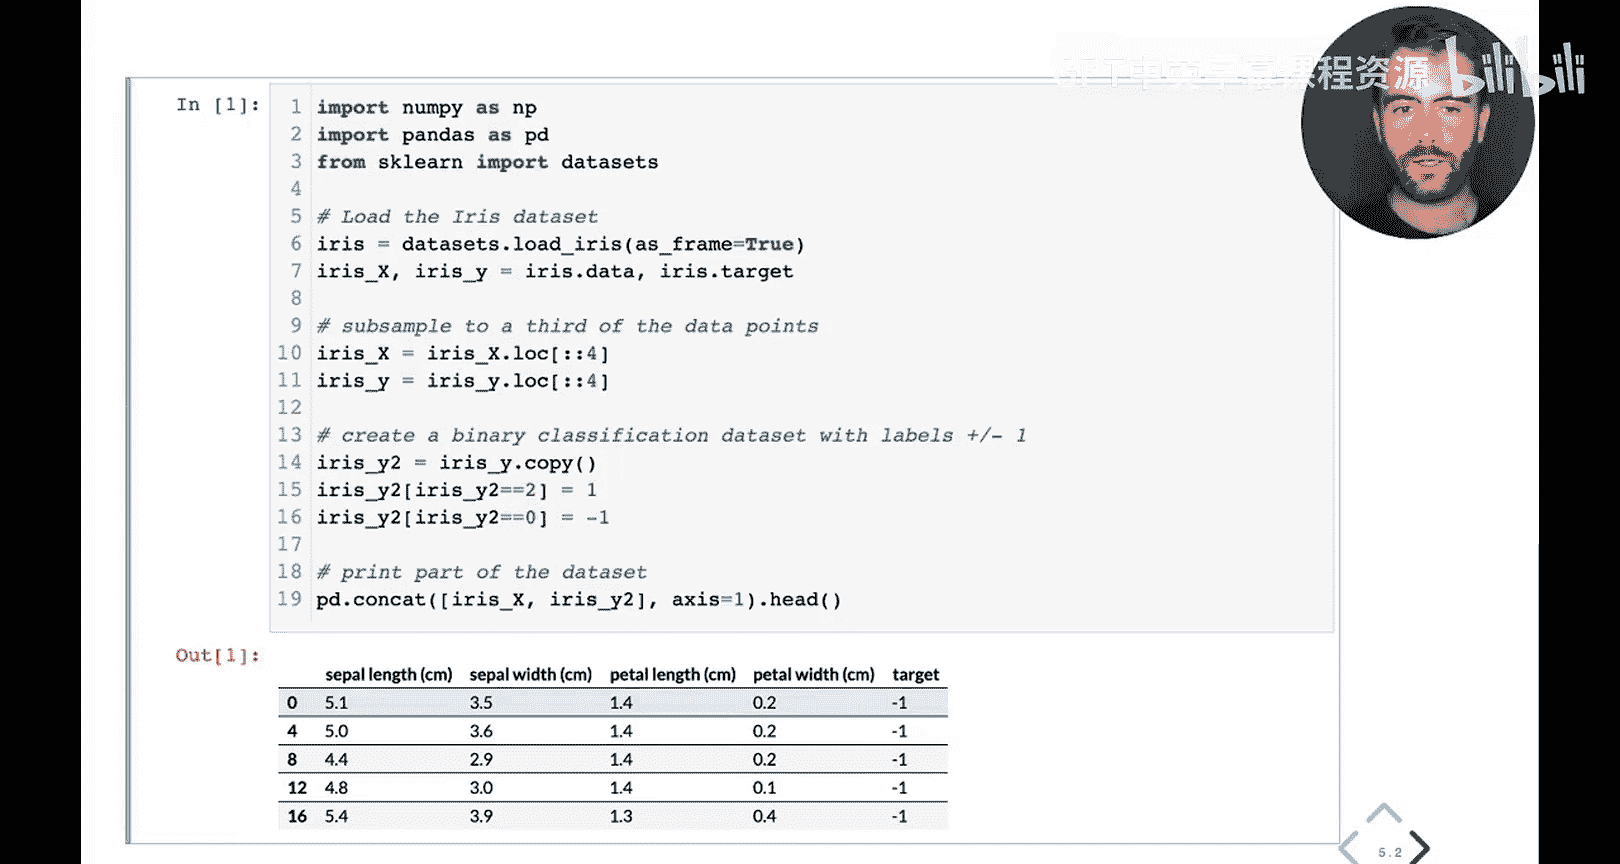 中英字幕课程资源 bilibili
In [1]:
1 import numpy as np
2 import pandas as pd
3 from sklearn import datasets
4
5 # Load the Iris dataset
6 iris = datasets.load_iris(as_frame=True)
7 iris_X, iris_y = iris.data, iris.target
8
9 # subsample to a third of the data points
10 iris_X = iris_X.loc[::4]
11 iris_y = iris_y.loc[::4]
12
13 # create a binary classification dataset with labels +/- 1
14 iris_y2 = iris_y.copy()
15 iris_y2[iris_y2==2] = 1
16 iris_y2[iris_y2==0] = -1
17
18 # print part of the dataset
19 pd.concat([iris_X, iris_y2], axis=1).head()
Out[1]:
sepal length (cm) sepal width (cm) petal length (cm) petal width (cm) target
0 5.1 3.5 1.4 0.2 -1
4 5.0 3.6 1.4 0.2 -1
8 4.4 2.9 1.4 0.2 -1
12 4.8 3.0 1.4 0.1 -1
16 5.4 3.9 1.3 0.4 -1
5.2